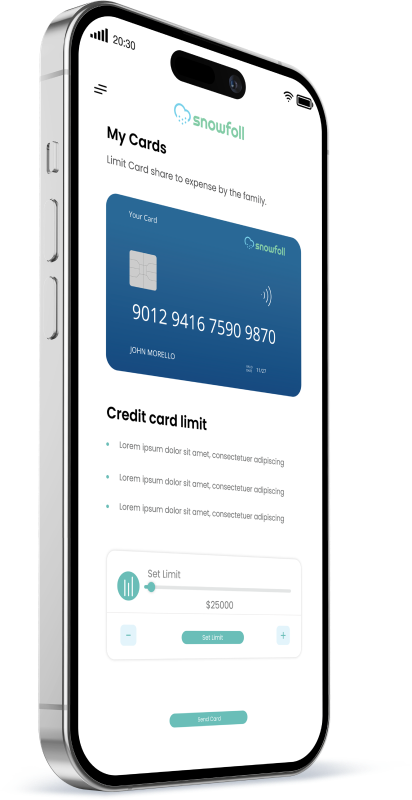 20:30
snowfoll
My Cards
Limit Card share to expense by the family.
Your Card
snowfoll
9012 9416 7590 9870
JOHN MORELLO
11/27
Credit card limit
Lorem ipsum dolor sit amet, consectetuer adipiscing
Lorem ipsum dolor sit amet, consectetuer adipiscing
Lorem ipsum dolor sit amet, consectetuer adipiscing
Set Limit
$25000
- Set Limit +
Send Card